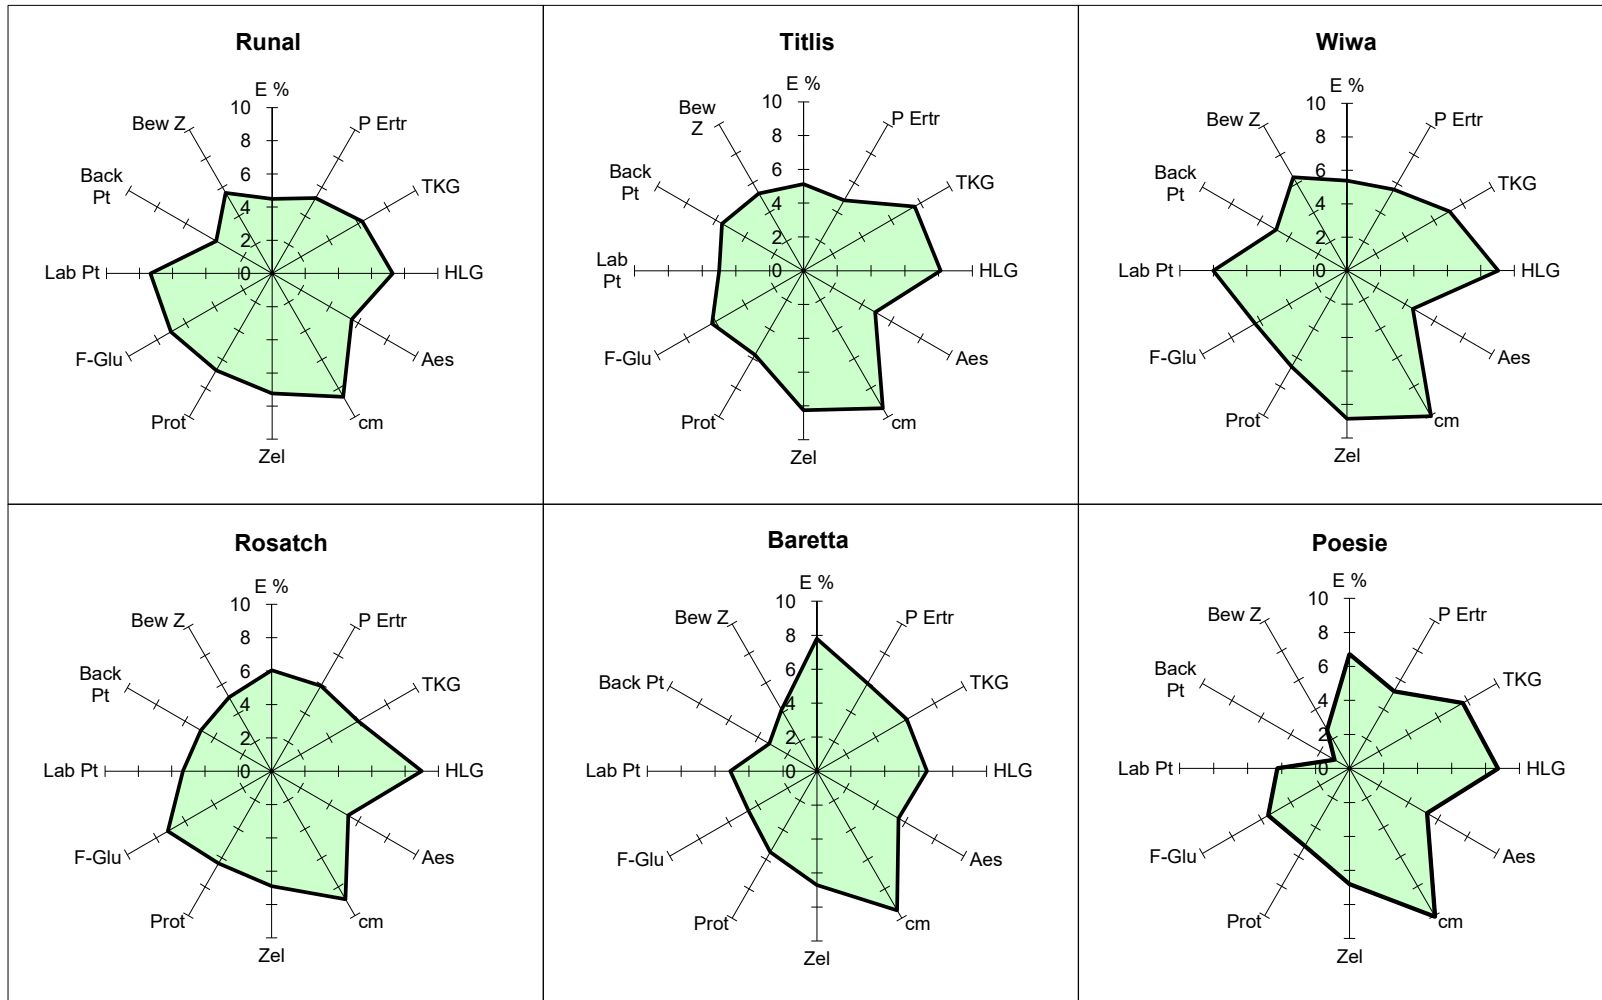 Runal
E %
10
8
6
4
2
0
P Ertr
TKG
HLG
Aes
cm
Zel
Prot
F-Glu
Lab Pt
Back
Pt
Bew Z
Titlis
E %
10
8
6
4
2
0
P Ertr
TKG
HLG
Aes
cm
Zel
Prot
F-Glu
Lab
Pt
Back
Pt
Bew
Z
Wiwa
E %
10
8
6
4
2
0
P Ertr
TKG
HLG
Aes
cm
Zel
Prot
F-Glu
Lab Pt
Back
Pt
Bew Z
Rosatch
E %
10
8
6
4
2
0
P Ertr
TKG
HLG
Aes
cm
Zel
Prot
F-Glu
Lab Pt
Back
Pt
Bew Z
Baretta
E %
10
8
6
4
2
0
P Ertr
TKG
HLG
Aes
cm
Zel
Prot
F-Glu
Lab Pt
Back Pt
Bew Z
Poesie
E %
10
8
6
4
2
0
P Ertr
TKG
HLG
Aes
cm
Zel
Prot
F-Glu
Lab Pt
Back
Pt
Bew Z